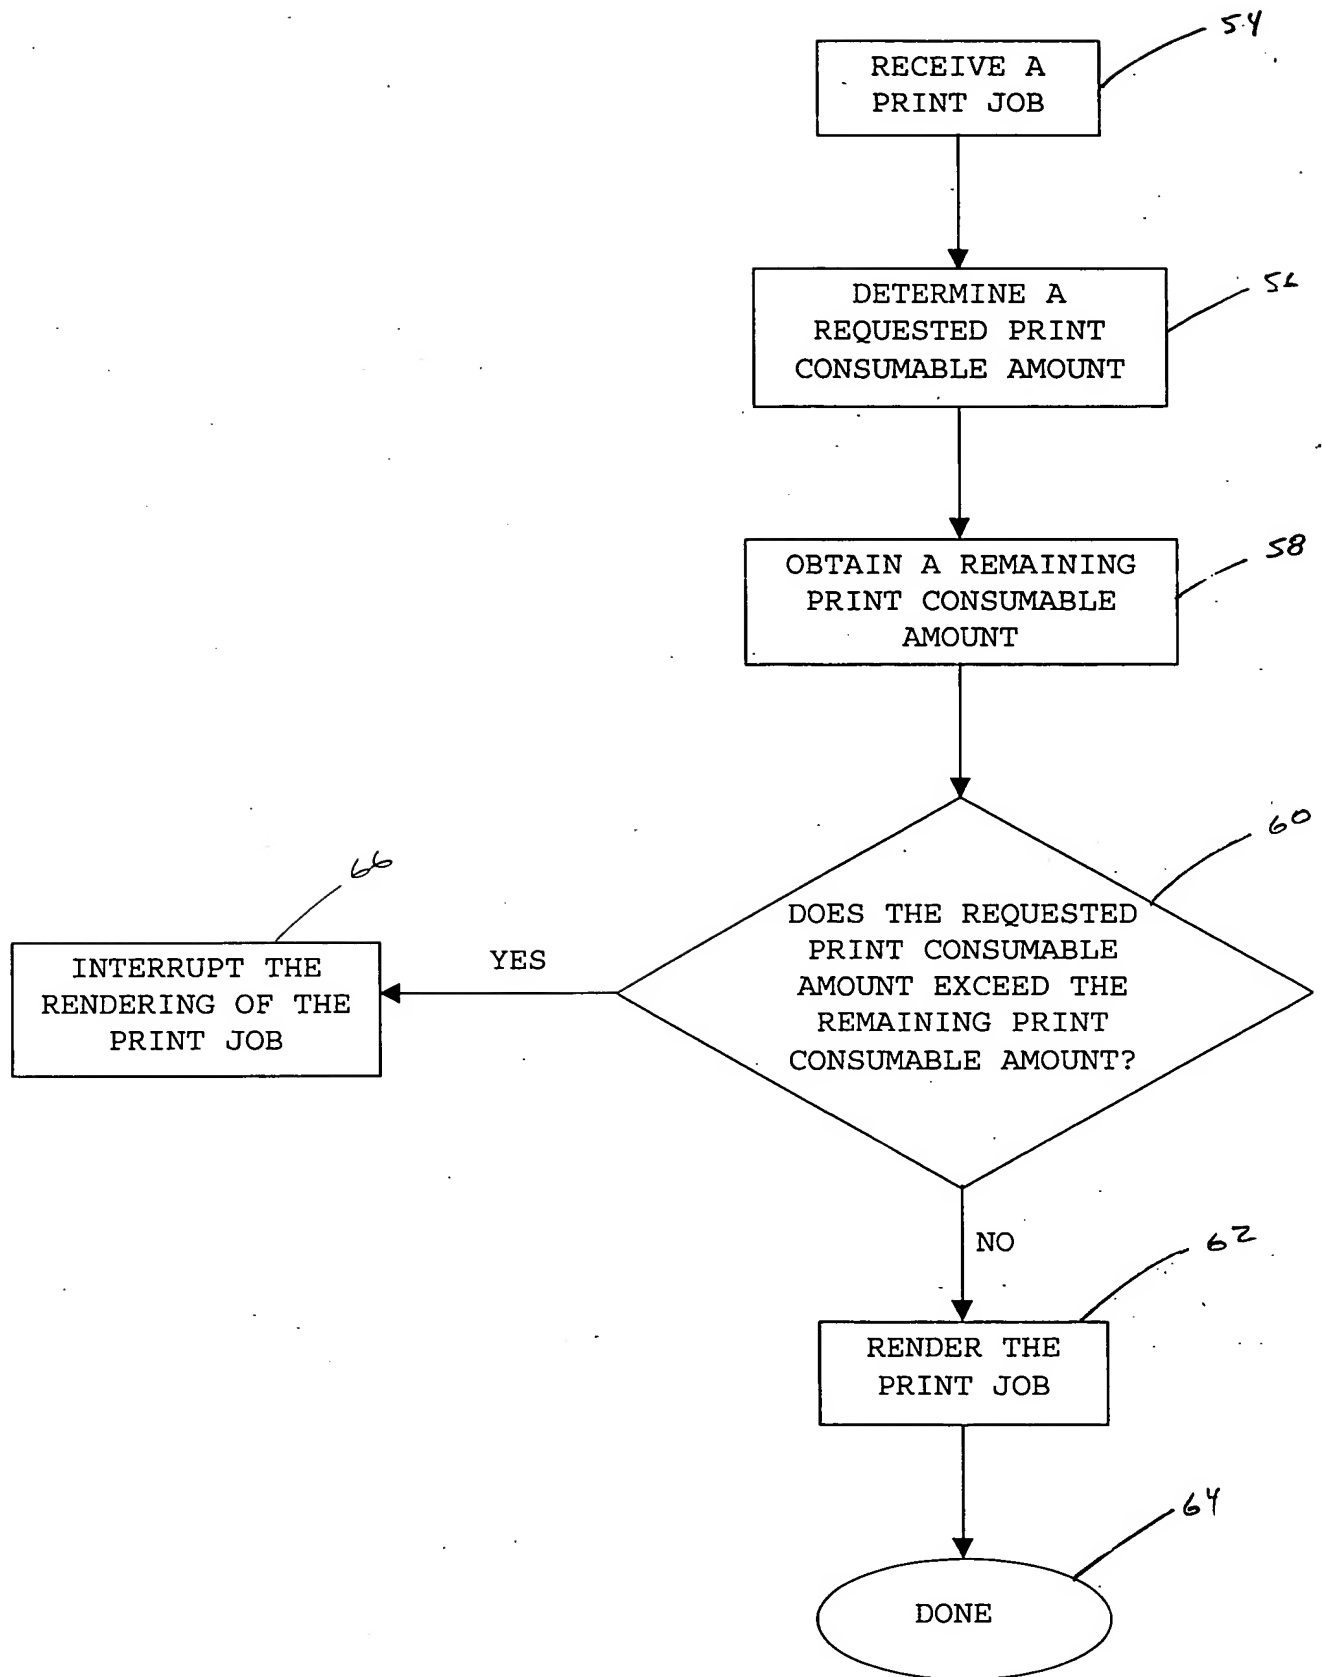 54
RECEIVE A
PRINT JOB
56
DETERMINE A
REQUESTED PRINT
CONSUMABLE AMOUNT
58
OBTAIN A REMAINING
PRINT CONSUMABLE
AMOUNT
60
66
DOES THE REQUESTED
PRINT CONSUMABLE
AMOUNT EXCEED THE
REMAINING PRINT
CONSUMABLE AMOUNT?
YES
INTERRUPT THE
RENDERING OF THE
PRINT JOB
NO
62
RENDER THE
PRINT JOB
64
DONE